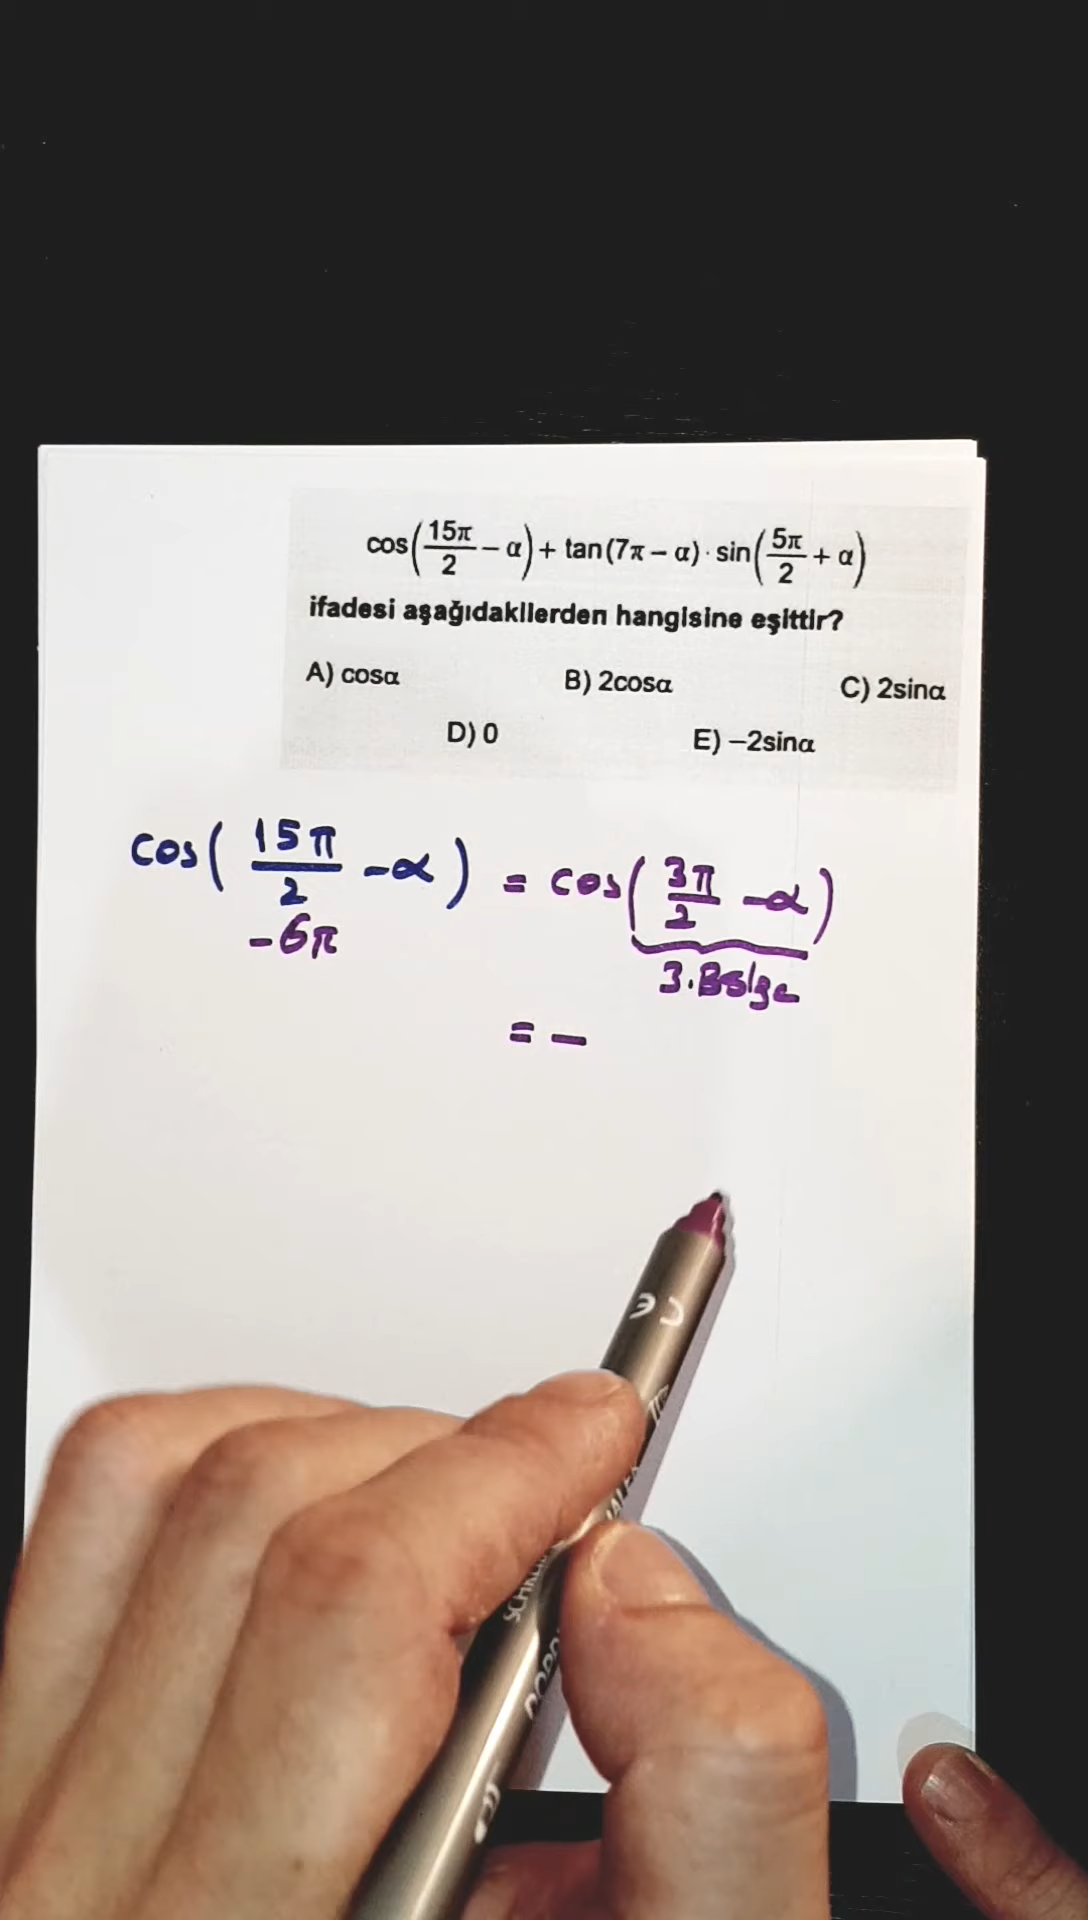 cos(15π/2 − α) + tan(7π − α) · sin(5π/2 + α)
ifadesi aşağıdakilerden hangisine eşittir?
A) cosα B) 2cosα C) 2sinα
D) 0 E) −2sinα
cos(15π/2 − α) = cos(3π/2 − α)
−6π
3. Bölge
= −